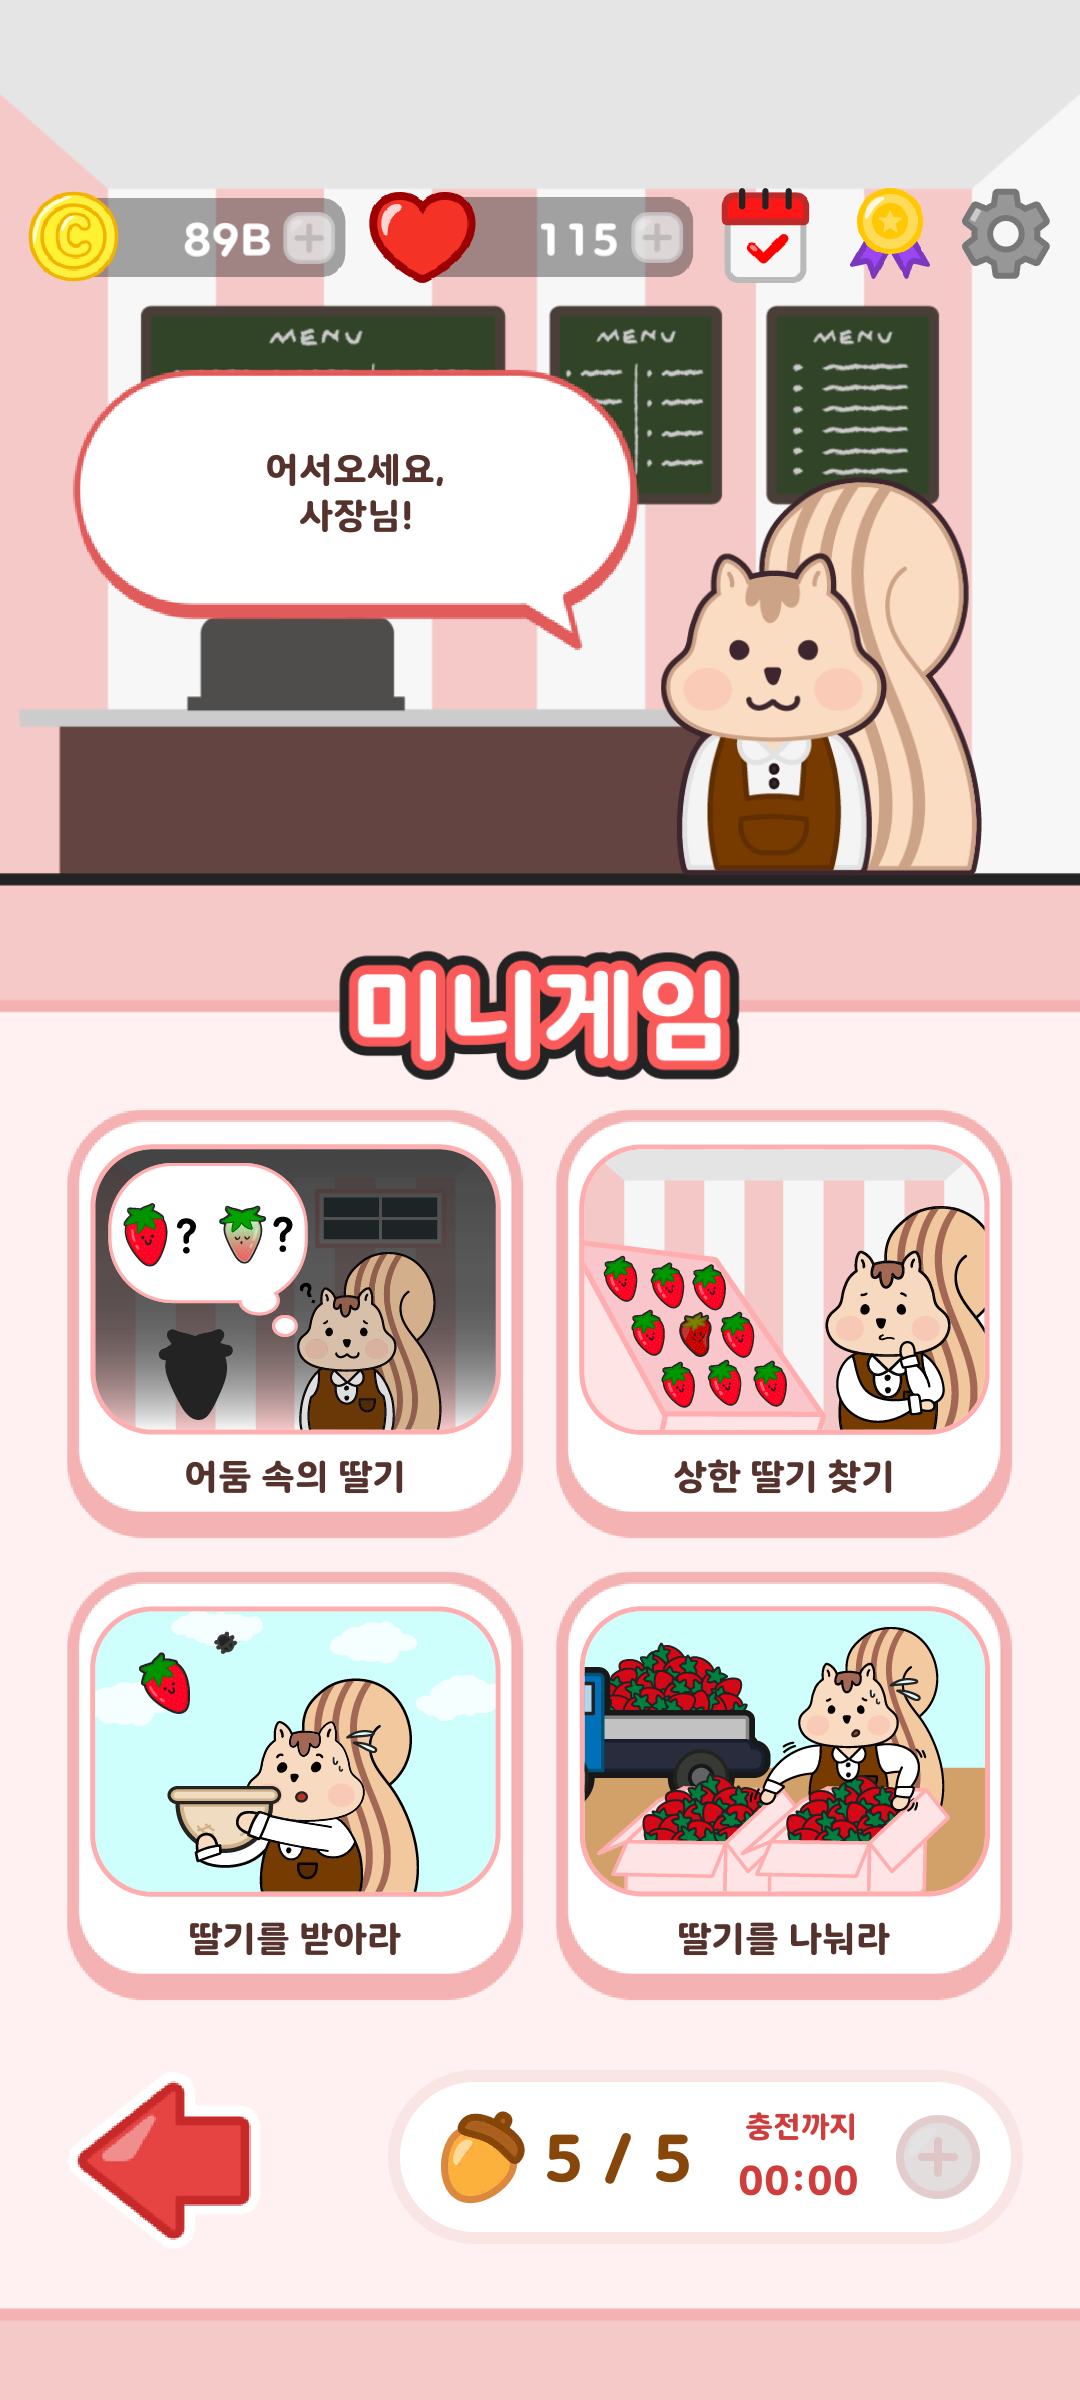 C
89B
115
MENU
MENU
MENU
어서오세요,
사장님!
미니게임
? ?
?
어둠 속의 딸기
상한 딸기 찾기
딸기를 받아라
딸기를 나눠라
5 / 5
충전까지
00:00